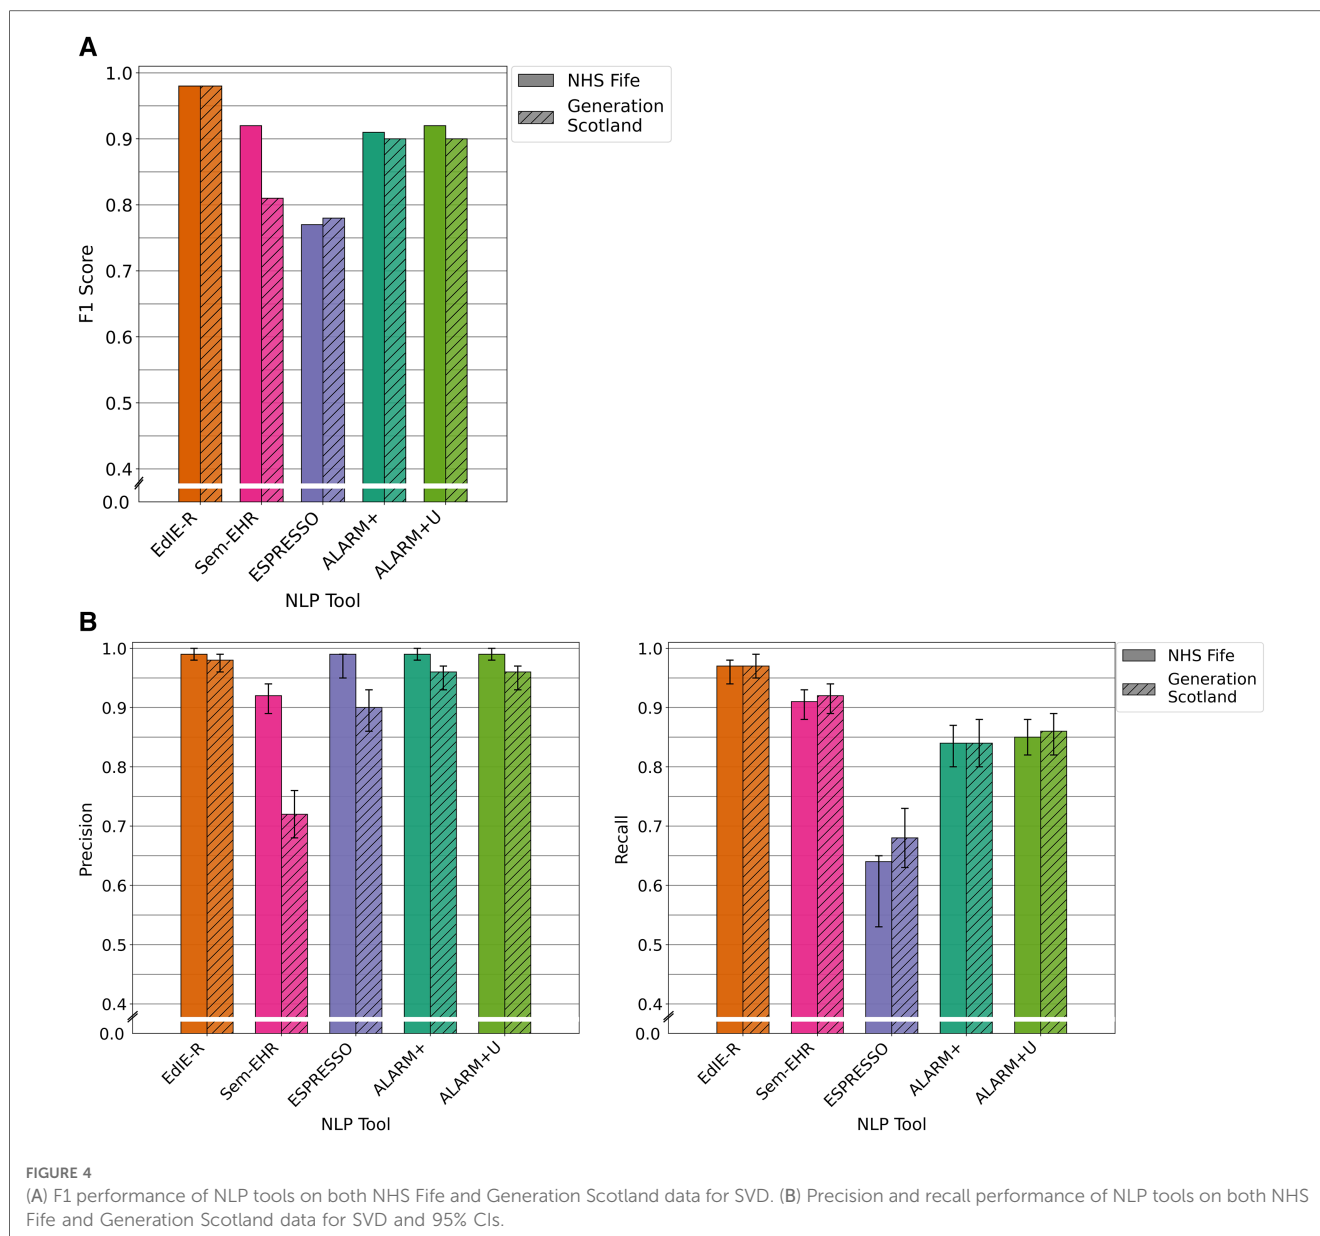 A
1.0
0.9
0.8
0.7
0.6
0.5
0.4
0.0
F1 Score
EdIE-R
Sem-EHR
ESPRESSO
ALARM+
ALARM+U
NLP Tool
NHS Fife
Generation
Scotland
B
1.0
0.9
0.8
0.7
0.6
0.5
0.4
0.0
Precision
EdIE-R
Sem-EHR
ESPRESSO
ALARM+
ALARM+U
NLP Tool
1.0
0.9
0.8
0.7
0.6
0.5
0.4
0.0
Recall
EdIE-R
Sem-EHR
ESPRESSO
ALARM+
ALARM+U
NLP Tool
NHS Fife
Generation
Scotland
FIGURE 4
(A) F1 performance of NLP tools on both NHS Fife and Generation Scotland data for SVD. (B) Precision and recall performance of NLP tools on both NHS
Fife and Generation Scotland data for SVD and 95% CIs.